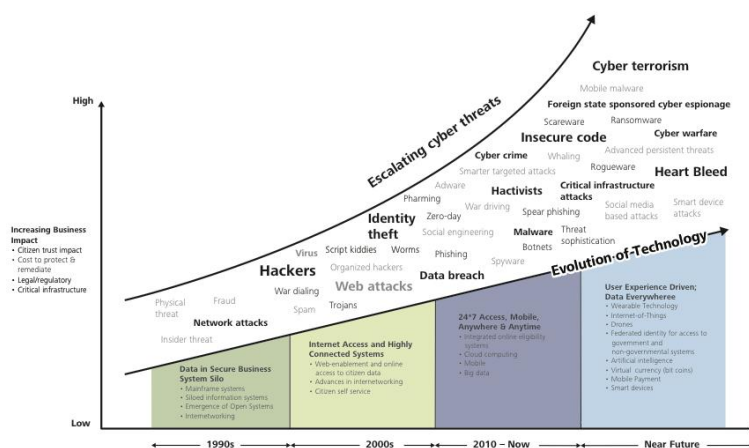 Cyber terrorism
Mobile malware
High
Foreign state sponsored cyber espionage
Escalating cyber threats
Scareware
Ransomware
Insecure code
Cyber warfare
Cyber crime
Whaling
Advanced persistent threats
Smarter targeted attacks
Rogueware
Heart Bleed
Adware
Hactivists
Critical infrastructure
attacks
Pharming
War driving
Social media
based attacks
Smart device
attacks
Identity
theft
Zero-day
Spear phishing
Increasing Business
Impact
• Citizen trust impact
• Cost to protect &
remediate
• Legal/regulatory
• Critical infrastructure
Social engineering
Malware
Threat
sophistication
Virus
Script kiddies
Worms
Phishing
Botnets
Evolution of Technology
Hackers
Organized hackers
Spyware
Data breach
War dialing
Web attacks
Physical
threat
Fraud
Spam
Trojans
Network attacks
Insider threat
Data in Secure Business
System Silo
• Mainframe systems
• Siloed information systems
• Emergence of Open Systems
• Internetworking
Internet Access and Highly
Connected Systems
• Web-enablement and online
access to citizen data
• Advances in internetworking
• Citizen self service
24*7 Access, Mobile,
Anywhere & Anytime
• Integrated online eligibility
systems
• Cloud computing
• Mobile
• Big data
User Experience Driven;
Data Everywheree
• Wearable Technology
• Internet-of-Things
• Drones
• Federated identity for access to
government and
non-governmental systems
• Artificial intelligence
• Virtual currency (bit coins)
• Mobile Payment
• Smart devices
Low
1990s
2000s
2010 – Now
Near Future